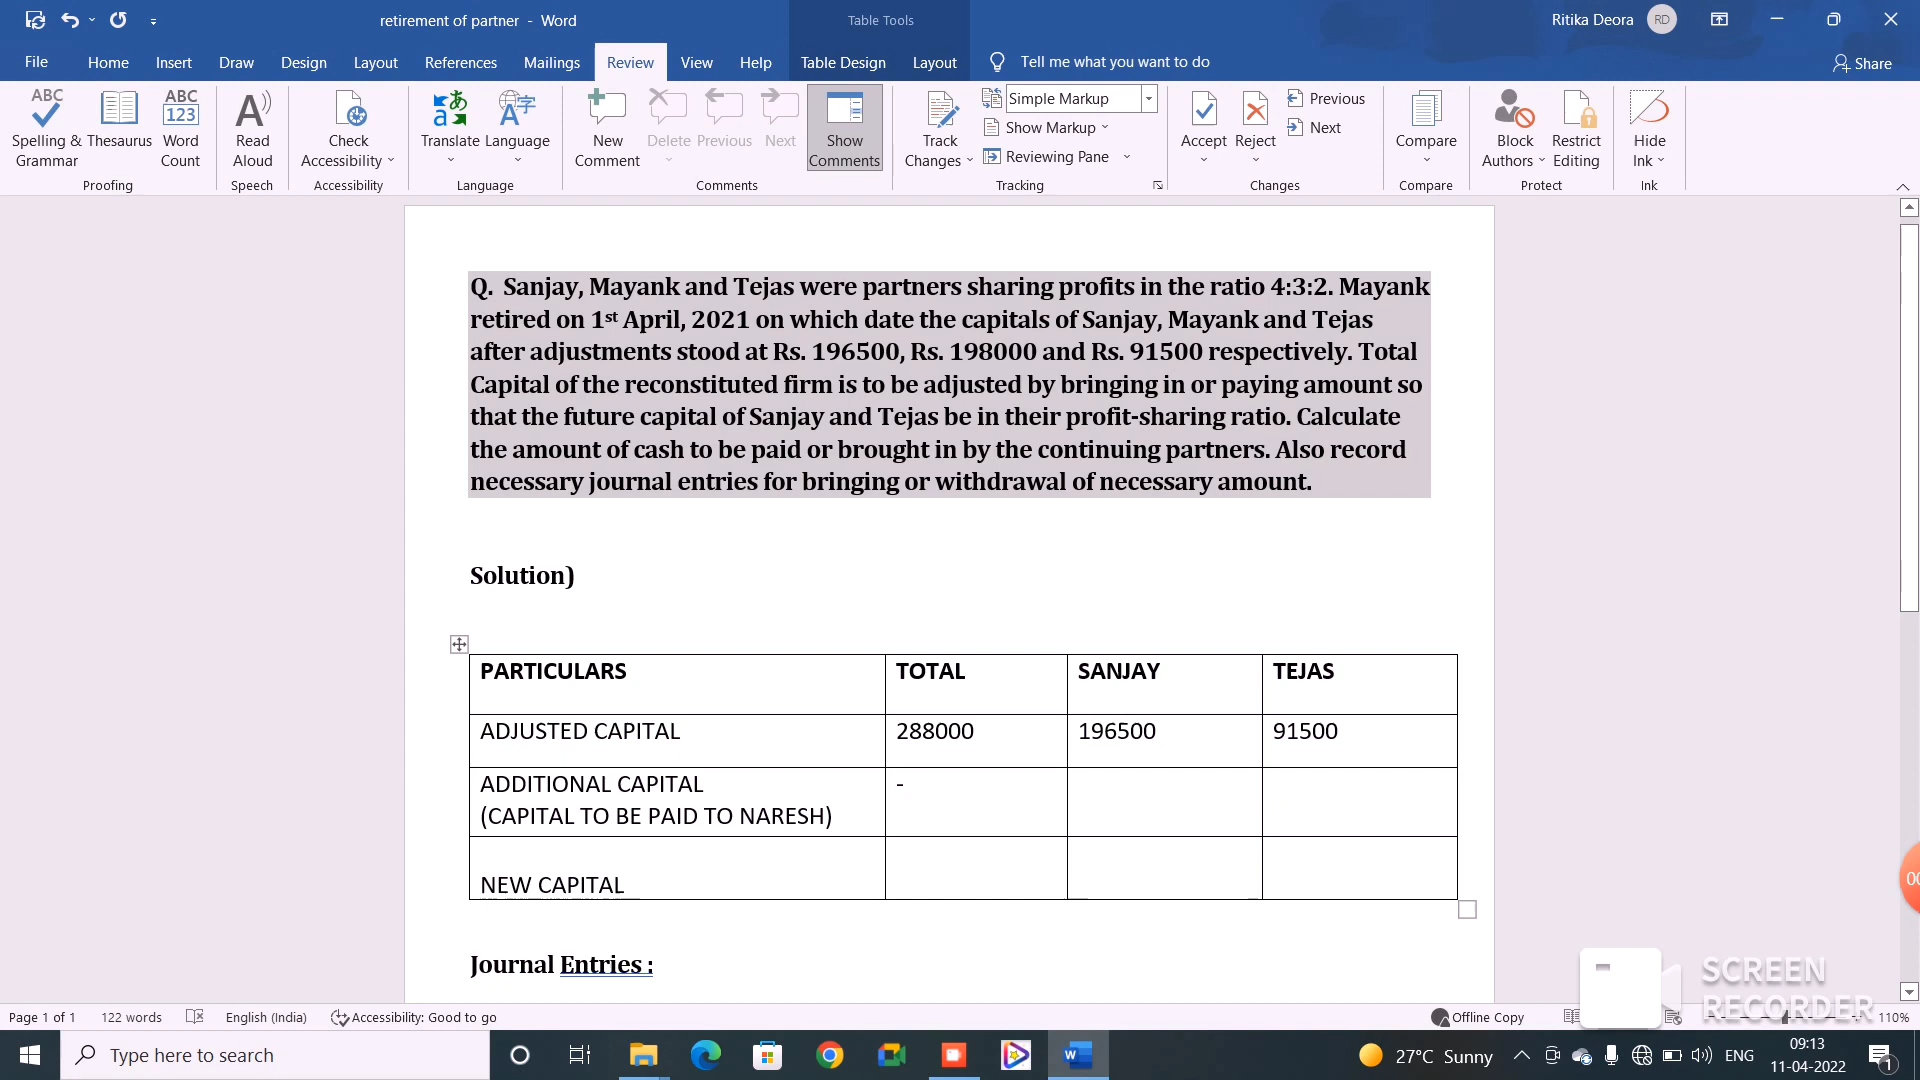 retirement of partner - Word
Table Tools
Ritika Deora
RD
File
Home
Insert
Draw
Design
Layout
References
Mailings
Review
View
Help
Table Design
Layout
Tell me what you want to do
Share
ABC
Spelling &
Grammar
Thesaurus
ABC
123
Word
Count
Proofing
A
Read
Aloud
Speech
Check
Accessibility
Accessibility
あ
a
Translate
A字
Language
Language
New
Comment
Delete
Previous
Next
Show
Comments
Comments
Track
Changes
Simple Markup
Show Markup
Reviewing Pane
Tracking
Accept
Reject
Previous
Next
Changes
Compare
Compare
Block
Authors
Restrict
Editing
Protect
Hide
Ink
Ink
Q. Sanjay, Mayank and Tejas were partners sharing profits in the ratio 4:3:2. Mayank
retired on 1st April, 2021 on which date the capitals of Sanjay, Mayank and Tejas
after adjustments stood at Rs. 196500, Rs. 198000 and Rs. 91500 respectively. Total
Capital of the reconstituted firm is to be adjusted by bringing in or paying amount so
that the future capital of Sanjay and Tejas be in their profit-sharing ratio. Calculate
the amount of cash to be paid or brought in by the continuing partners. Also record
necessary journal entries for bringing or withdrawal of necessary amount.
Solution)
PARTICULARS TOTAL SANJAY TEJAS
ADJUSTED CAPITAL 288000 196500 91500
ADDITIONAL CAPITAL -
(CAPITAL TO BE PAID TO NARESH)
NEW CAPITAL
Journal Entries :
00
SCREEN
RECORDER
Page 1 of 1
122 words
English (India)
Accessibility: Good to go
Offline Copy
110%
Type here to search
W
27°C Sunny
ENG
09:13
11-04-2022
1